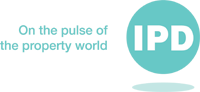 On the pulse of
the property world
IPD